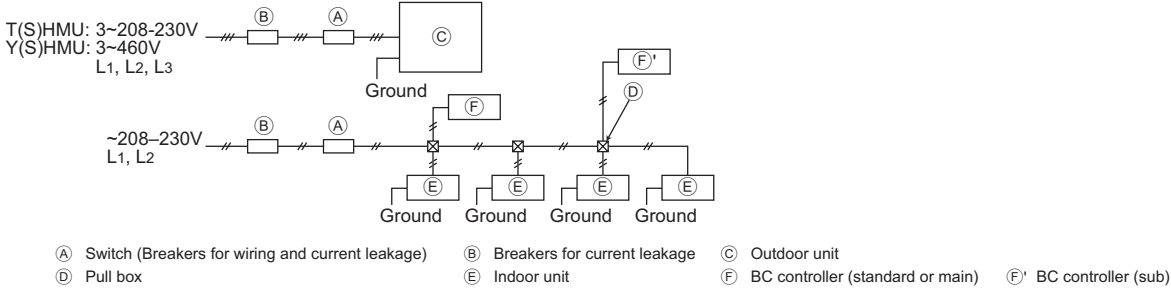 T(S)HMU: 3~208-230V
Y(S)HMU: 3~460V
L1, L2, L3
Ⓑ Ⓐ Ⓒ
Ground
Ⓕ'
Ⓓ
Ⓕ
~208–230V
L1, L2
Ⓑ Ⓐ
Ⓔ Ⓔ Ⓔ Ⓔ
Ground Ground Ground Ground
Ⓐ Switch (Breakers for wiring and current leakage) Ⓑ Breakers for current leakage Ⓒ Outdoor unit
Ⓓ Pull box Ⓔ Indoor unit Ⓕ BC controller (standard or main) Ⓕ' BC controller (sub)